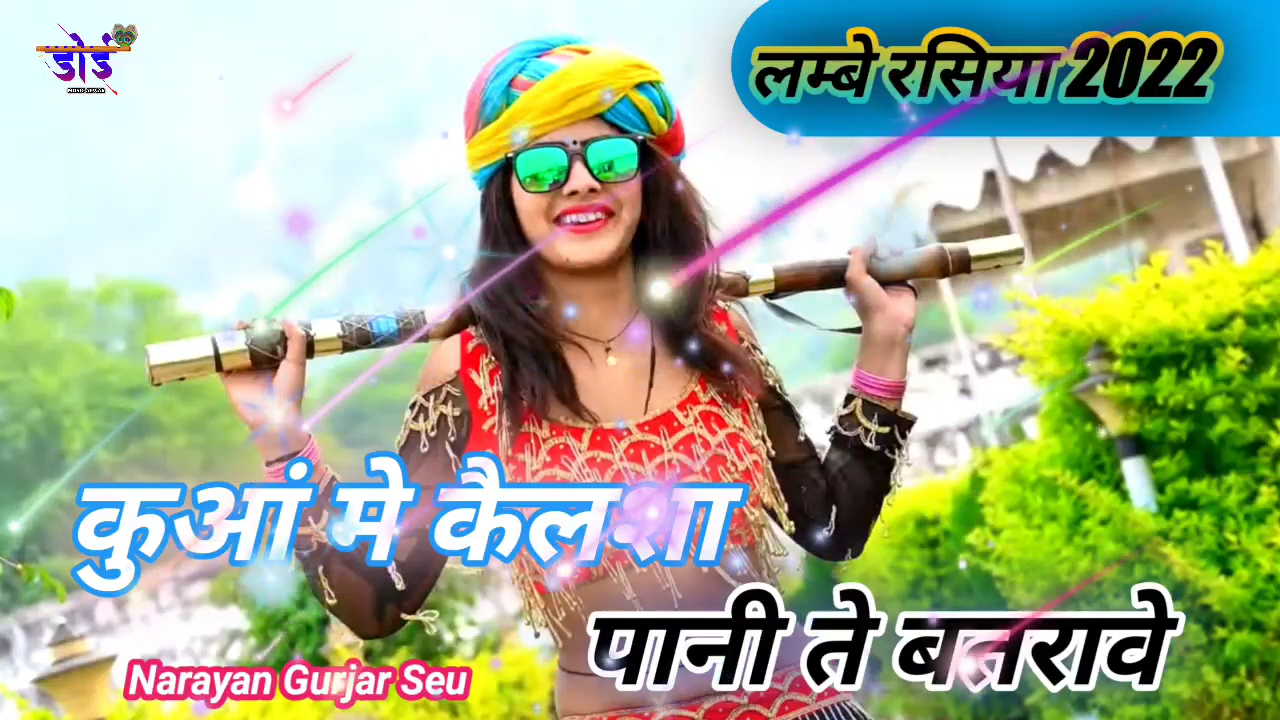 डोई
लम्बे रसिया 2022
कुआं मे कैलशा
पानी ते बतरावे
Narayan Gurjar Seu